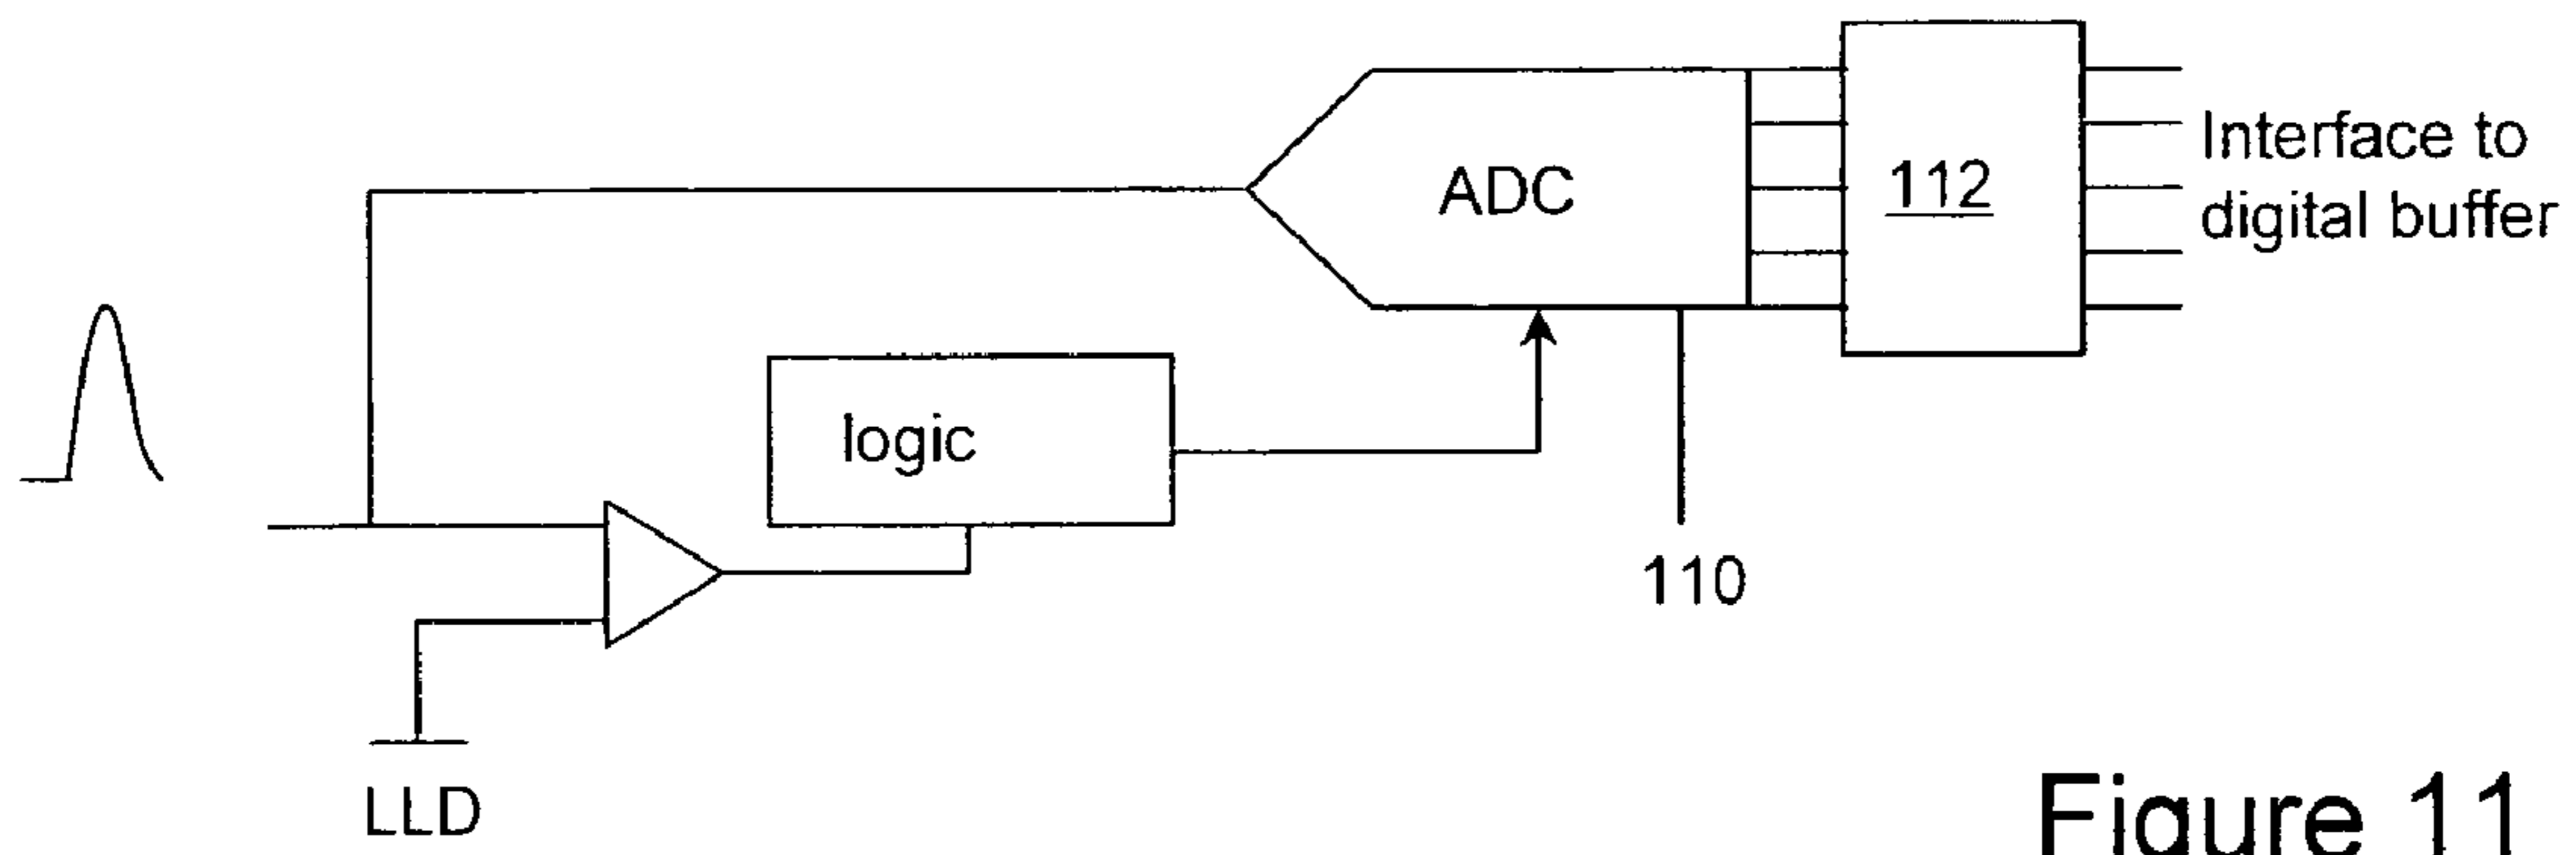 ADC
112
Interface to
digital buffer
logic
110
LLD
Figure 11